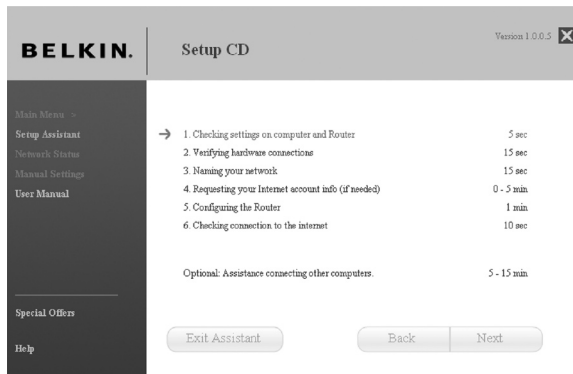 BELKIN.
Setup CD
Version 1.0.0.5
Main Menu >
Setup Assistant
Network Status
Manual Settings
User Manual
Special Offers
Help
1. Checking settings on computer and Router 5 sec
2. Verifying hardware connections 15 sec
3. Naming your network 15 sec
4. Requesting your Internet account info (if needed) 0 - 5 min
5. Configuring the Router 1 min
6. Checking connection to the internet 10 sec
Optional: Assistance connecting other computers. 5 - 15 min
Exit Assistant
Back
Next